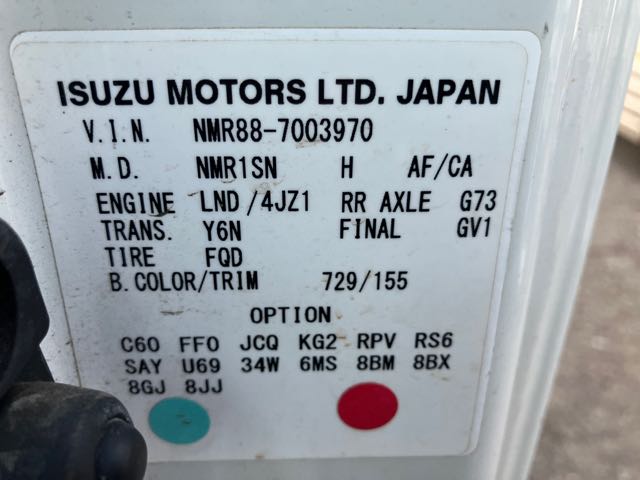 ISUZU MOTORS LTD. JAPAN
V.I.N. NMR88-7003970
M.D. NMR1SN H AF/CA
ENGINE LND/4JZ1 RR AXLE G73
TRANS. Y6N FINAL GV1
TIRE FQD
B.COLOR/TRIM 729/155
OPTION
C60 FF0 JCQ KG2 RPV RS6
SAY U69 34W 6MS 8BM 8BX
8GJ 8JJ